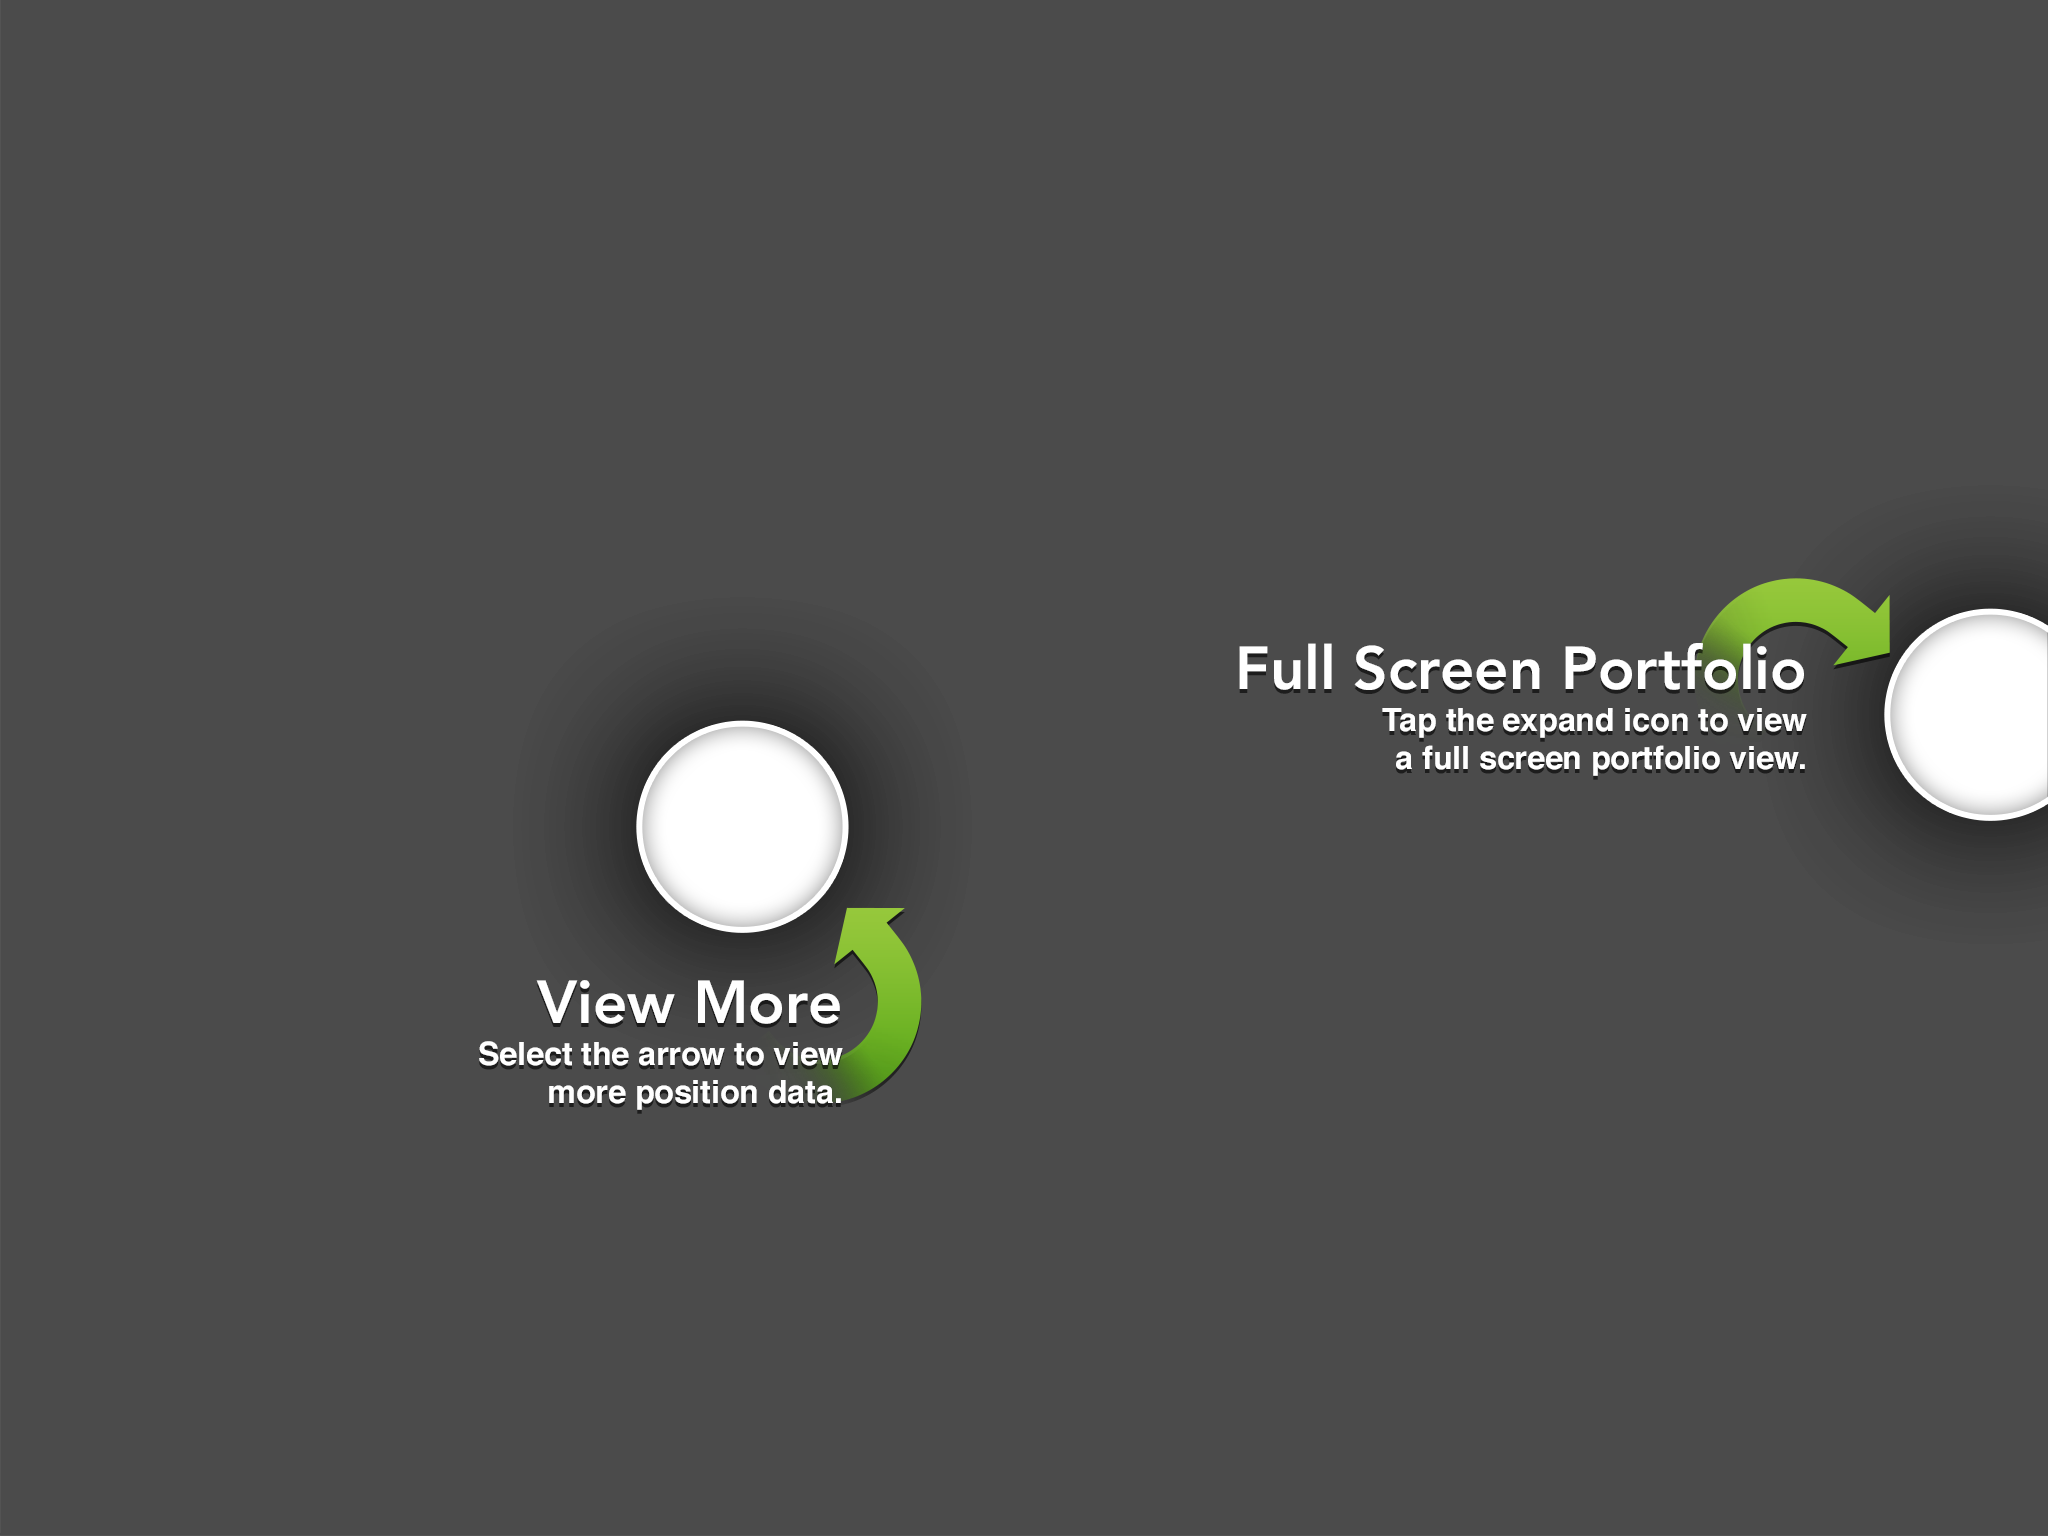 Full Screen Portfolio
Tap the expand icon to view
a full screen portfolio view.
View More
Select the arrow to view
more position data.